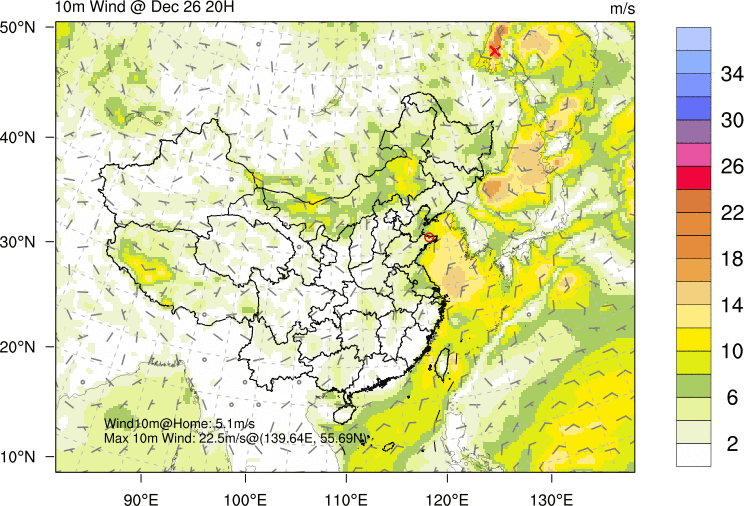 10m Wind @ Dec 26 20H
m/s
50°N
40°N
30°N
20°N
10°N
Wind10m@Home: 5.1m/s
Max 10m Wind: 22.5m/s@(139.64E, 55.69N)
90°E
100°E
110°E
120°E
130°E
34
30
26
22
18
14
10
6
2